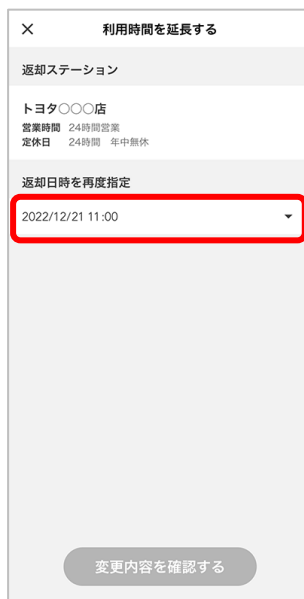 × 利用時間を延長する
返却ステーション
トヨタ○○○店
営業時間 24時間営業
定休日 24時間 年中無休
返却日時を再度指定
2022/12/21 11:00
変更内容を確認する